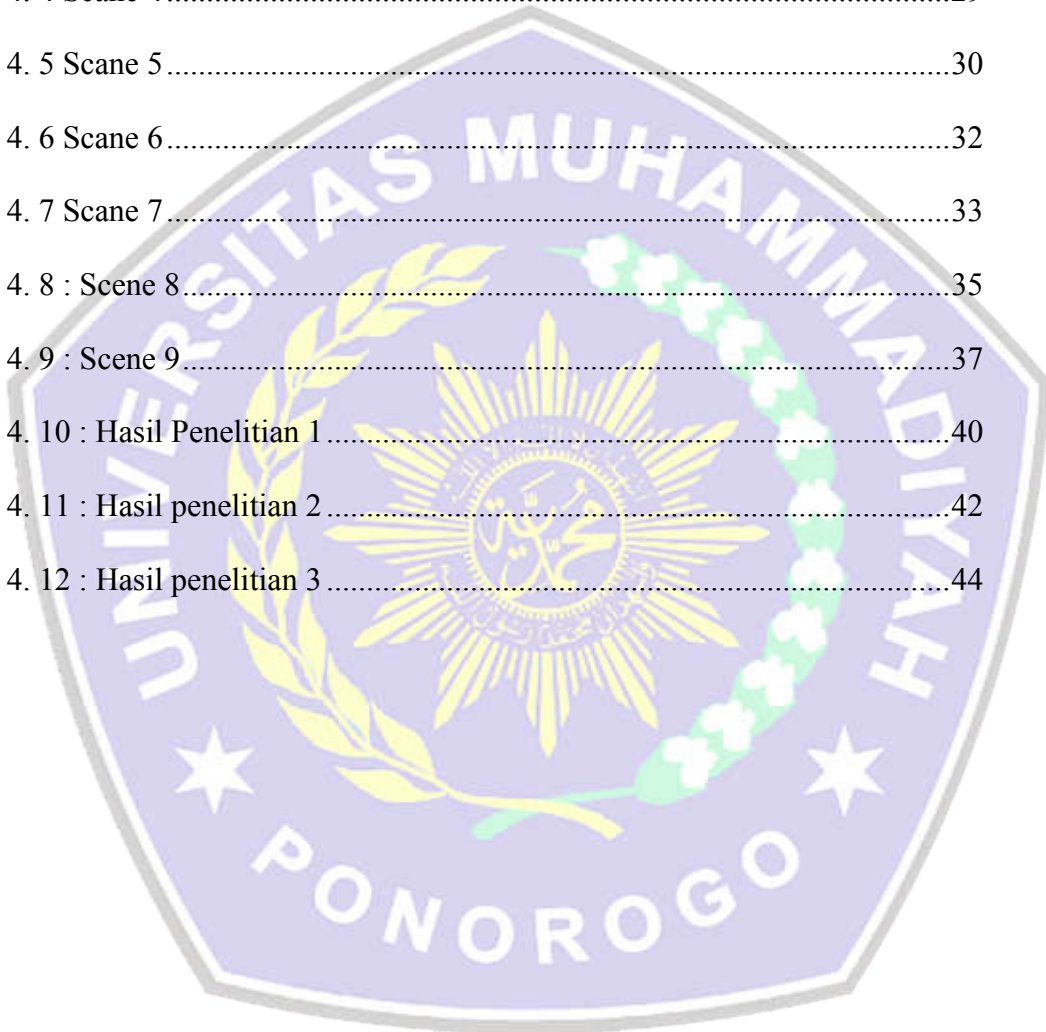 4. 5 Scane 5........................................30
4. 6 Scane 6........................................32
4. 7 Scane 7........................................33
4. 8 : Scene 8........................................35
4. 9 : Scene 9........................................37
4. 10 : Hasil Penelitian 1........................................40
4. 11 : Hasil penelitian 2........................................42
4. 12 : Hasil penelitian 3........................................44
UNIVERSITAS MUHAMMADIYAH
محمدية
PONOROGO